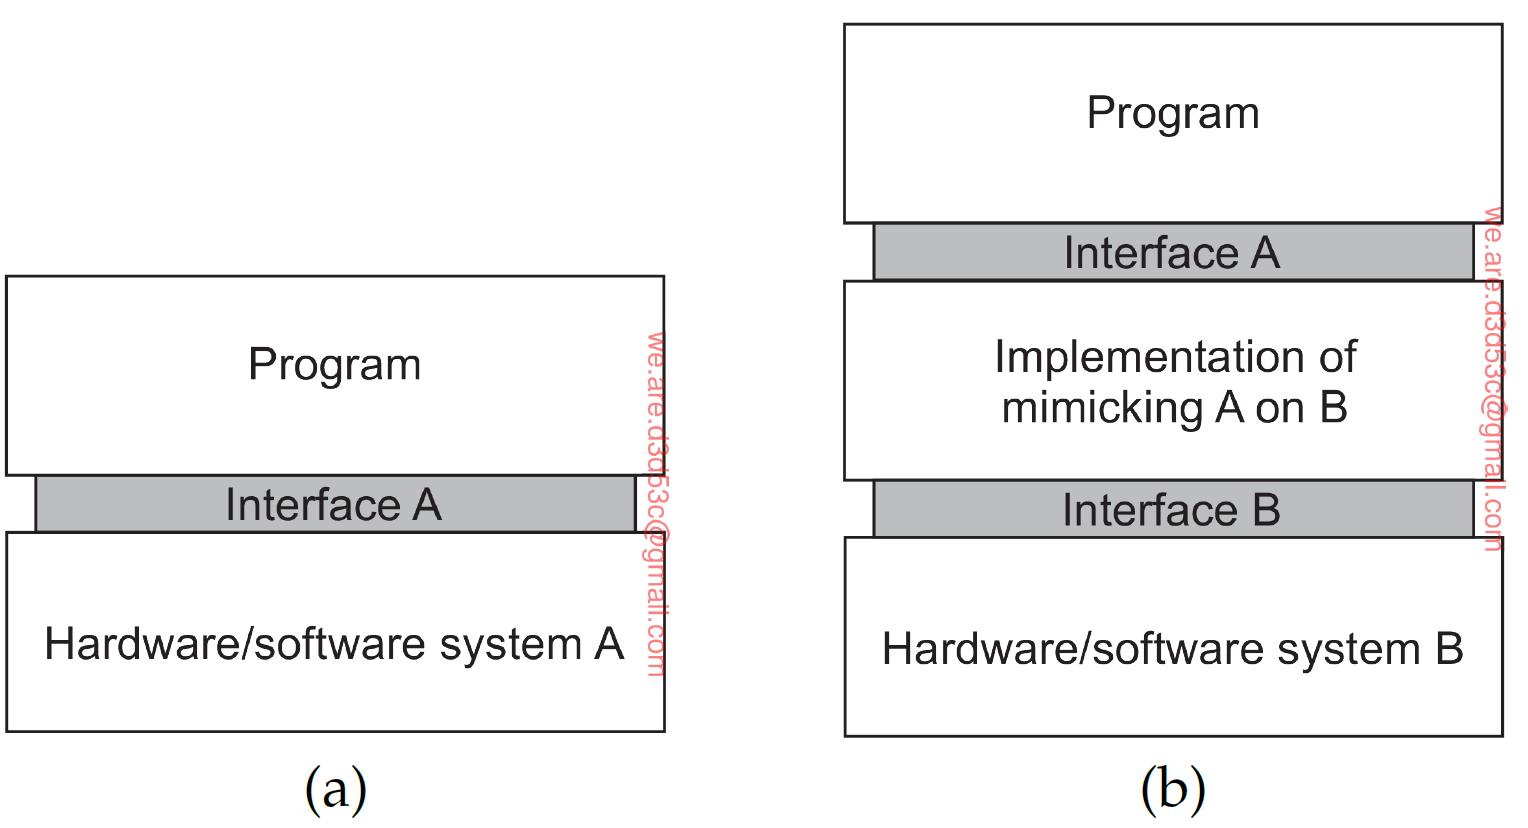 Program
Interface A
Hardware/software system A
we.are.d3d53c@gmail.com
(a)
Program
Interface A
Implementation of
mimicking A on B
Interface B
Hardware/software system B
we.are.d3d53c@gmail.com
(b)